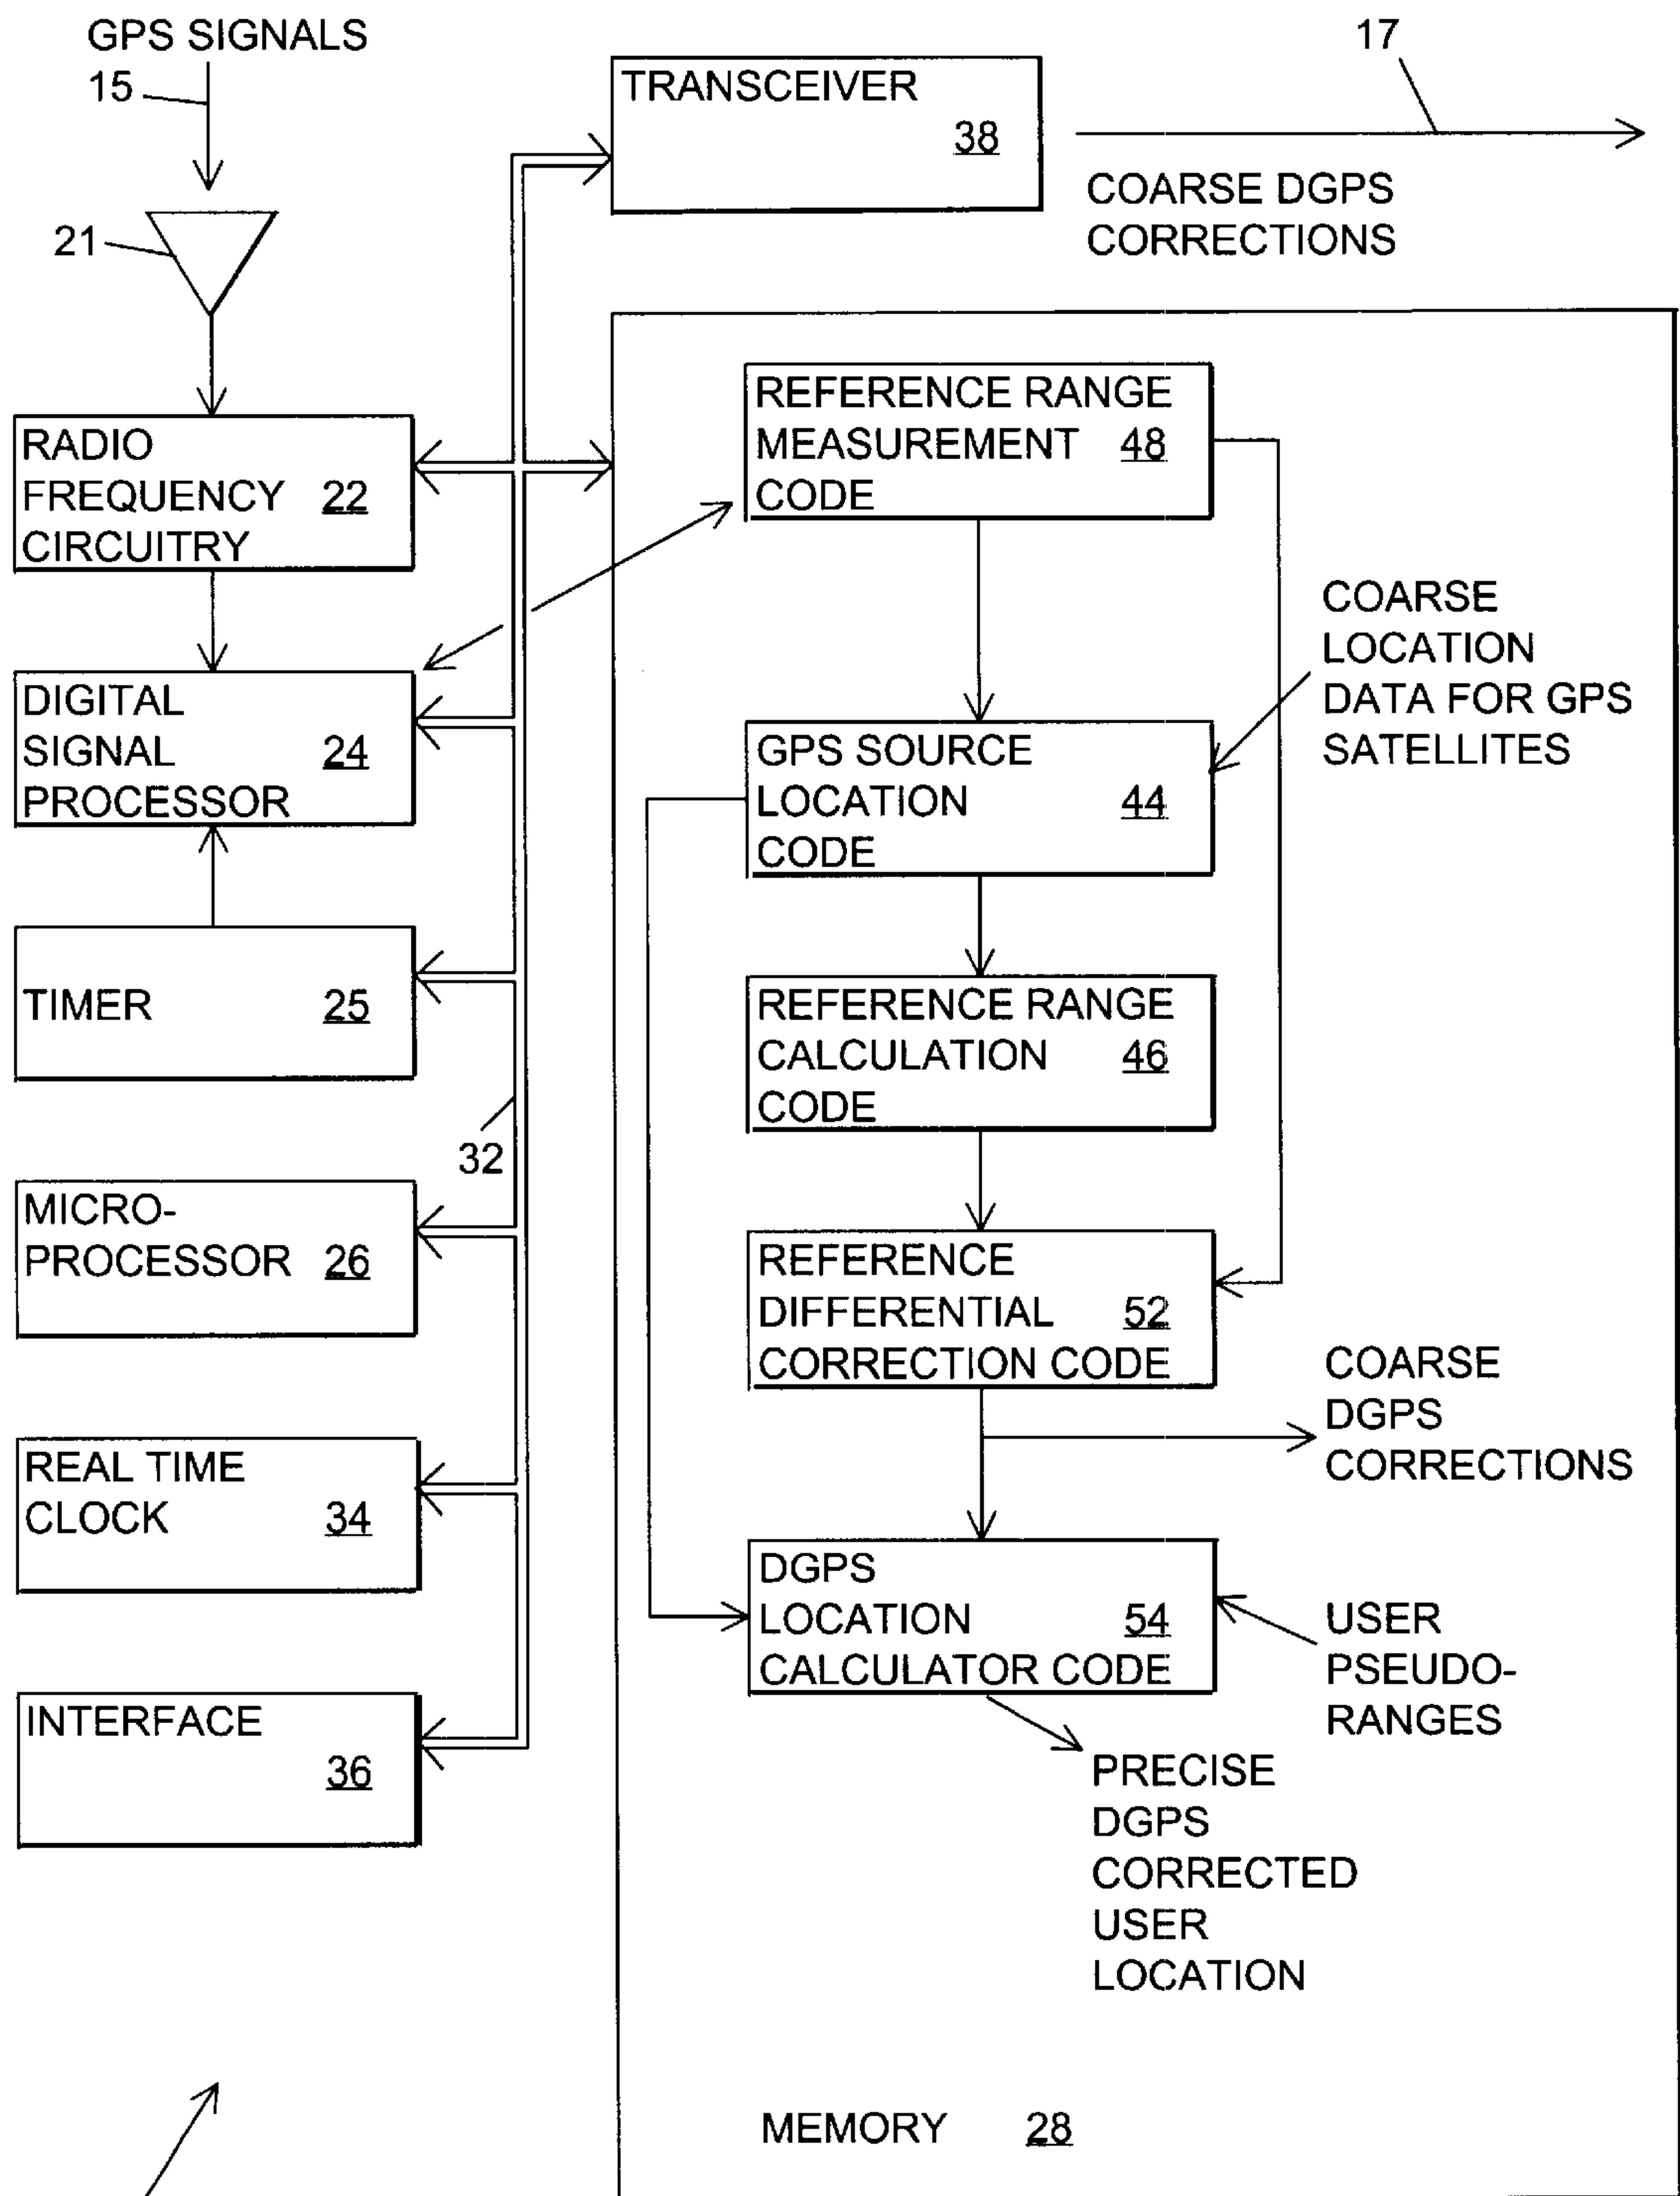 GPS SIGNALS
15
21
RADIO
FREQUENCY 22
CIRCUITRY
DIGITAL
SIGNAL 24
PROCESSOR
TIMER 25
32
MICRO-
PROCESSOR 26
REAL TIME
CLOCK 34
INTERFACE
36
TRANSCEIVER
38
17
COARSE DGPS
CORRECTIONS
REFERENCE RANGE
MEASUREMENT 48
CODE
COARSE
LOCATION
DATA FOR GPS
SATELLITES
GPS SOURCE
LOCATION 44
CODE
REFERENCE RANGE
CALCULATION 46
CODE
REFERENCE
DIFFERENTIAL 52
CORRECTION CODE
COARSE
DGPS
CORRECTIONS
DGPS
LOCATION 54
CALCULATOR CODE
USER
PSEUDO-
RANGES
PRECISE
DGPS
CORRECTED
USER
LOCATION
MEMORY 28